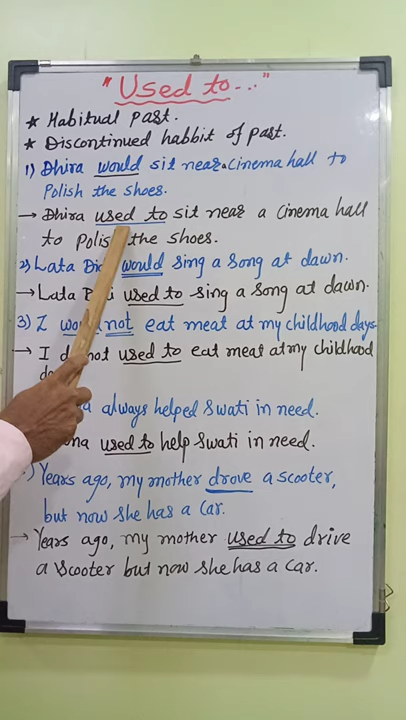 "Used to..."
★ Habitual past.
★ Discontinued habbit of past.
1) Dhira would sit near a cinema hall to
Polish the shoes.
→ Dhira used to sit near a cinema hall
to the shoes.
2) Lata would sing a song at dawn.
→ Lata used to sing a song at dawn.
3) I not eat meat at my childhood days
→ I not used to eat meat at my childhood
always helped Swati in need.
used to help Swati in need.
) Years ago, my mother drove a scooter,
but now she has a car.
→ Years ago, my mother used to drive
a scooter but now she has a car.